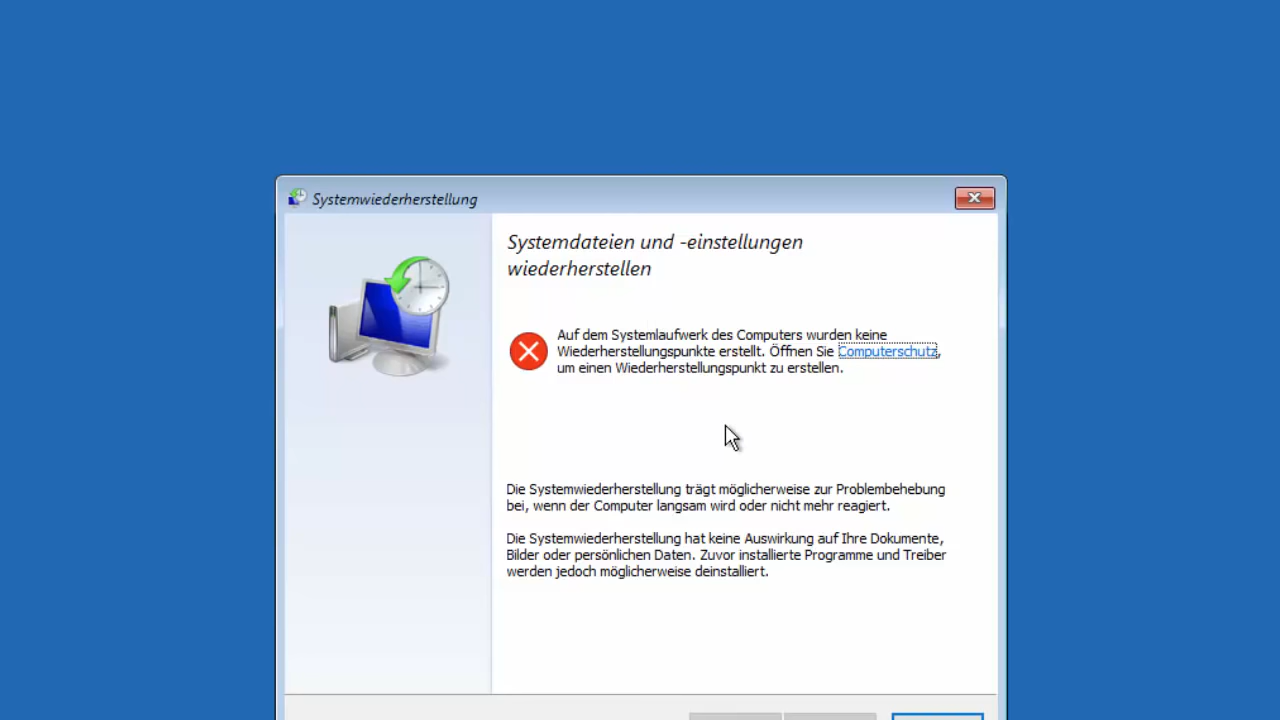 Systemwiederherstellung
Systemdateien und -einstellungen
wiederherstellen
Auf dem Systemlaufwerk des Computers wurden keine
Wiederherstellungspunkte erstellt. Öffnen Sie Computerschutz,
um einen Wiederherstellungspunkt zu erstellen.
Die Systemwiederherstellung trägt möglicherweise zur Problembehebung
bei, wenn der Computer langsam wird oder nicht mehr reagiert.
Die Systemwiederherstellung hat keine Auswirkung auf Ihre Dokumente,
Bilder oder persönlichen Daten. Zuvor installierte Programme und Treiber
werden jedoch möglicherweise deinstalliert.